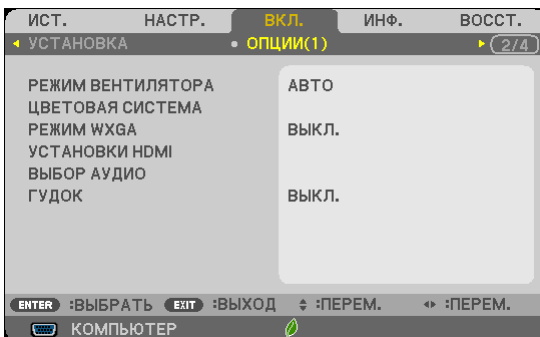 ИСТ. НАСТР. ВКЛ. ИНФ. ВОССТ.
УСТАНОВКА • ОПЦИИ(1) 2/4
РЕЖИМ ВЕНТИЛЯТОРА АВТО
ЦВЕТОВАЯ СИСТЕМА
РЕЖИМ WXGA ВЫКЛ.
УСТАНОВКИ HDMI
ВЫБОР АУДИО
ГУДОК ВЫКЛ.
ENTER :ВЫБРАТЬ EXIT :ВЫХОД :ПЕРЕМ. :ПЕРЕМ.
КОМПЬЮТЕР